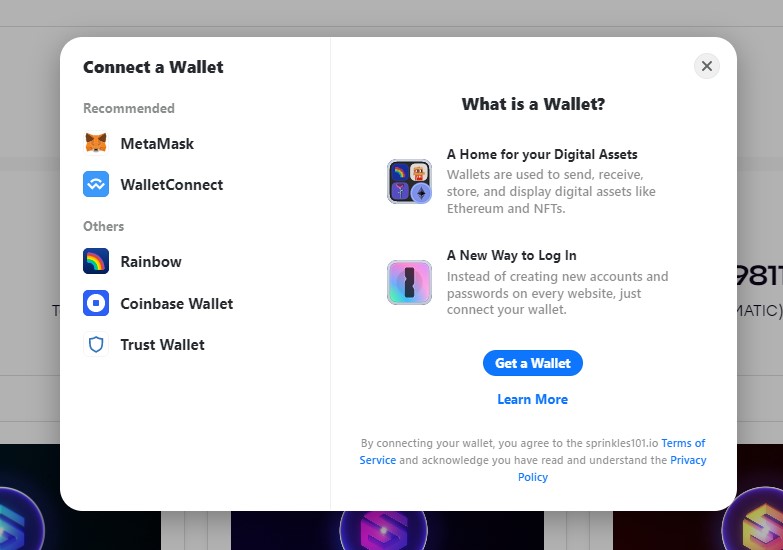 Connect a Wallet
Recommended
MetaMask
WalletConnect
Others
Rainbow
Coinbase Wallet
Trust Wallet
What is a Wallet?
A Home for your Digital Assets
Wallets are used to send, receive,
store, and display digital assets like
Ethereum and NFTs.
A New Way to Log In
Instead of creating new accounts and
passwords on every website, just
connect your wallet.
Get a Wallet
Learn More
By connecting your wallet, you agree to the sprinkles101.io Terms of
Service and acknowledge you have read and understand the Privacy
Policy